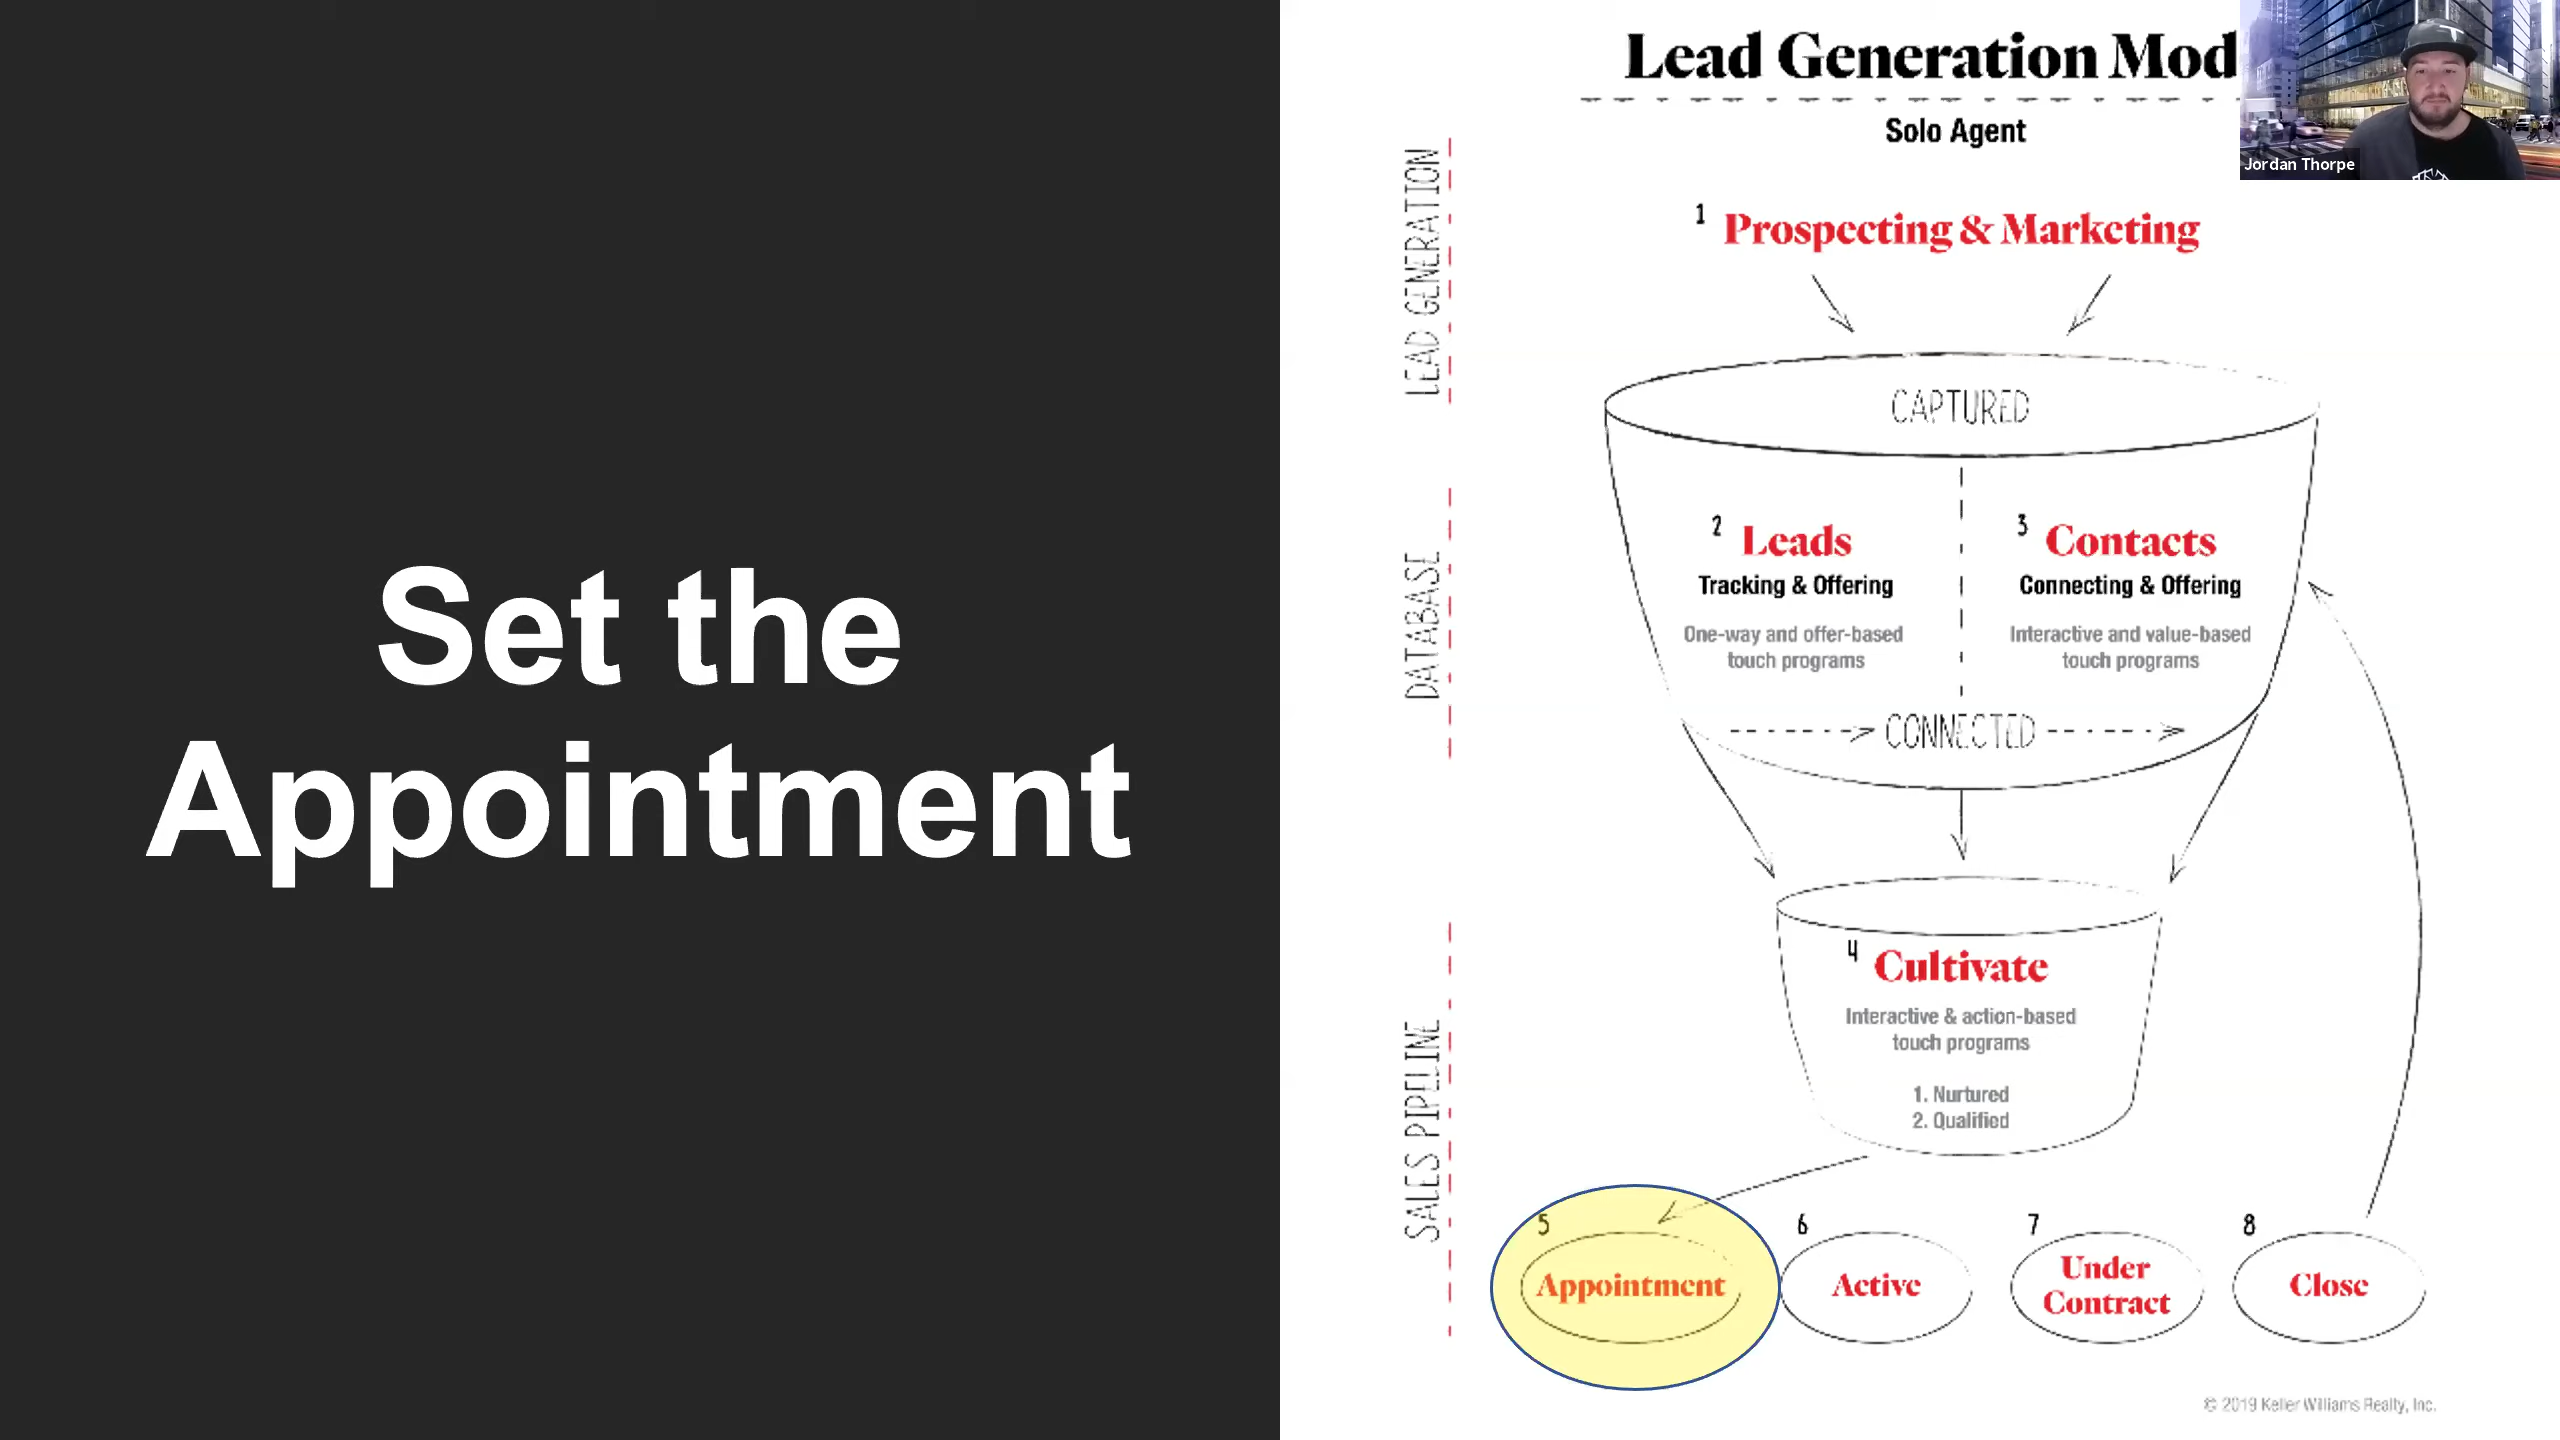 Set the
Appointment
Lead Generation Mod
Solo Agent
Jordan Thorpe
LEAD GENERATION
1 Prospecting & Marketing
CAPTURED
DATABASE
2 Leads
Tracking & Offering
One-way and offer-based
touch programs
3 Contacts
Connecting & Offering
Interactive and value-based
touch programs
CONNECTED
SALES PIPELINE
4 Cultivate
Interactive & action-based
touch programs
1. Nurtured
2. Qualified
5
Appointment
6
Active
7
Under
Contract
8
Close
© 2019 Keller Williams Realty, Inc.